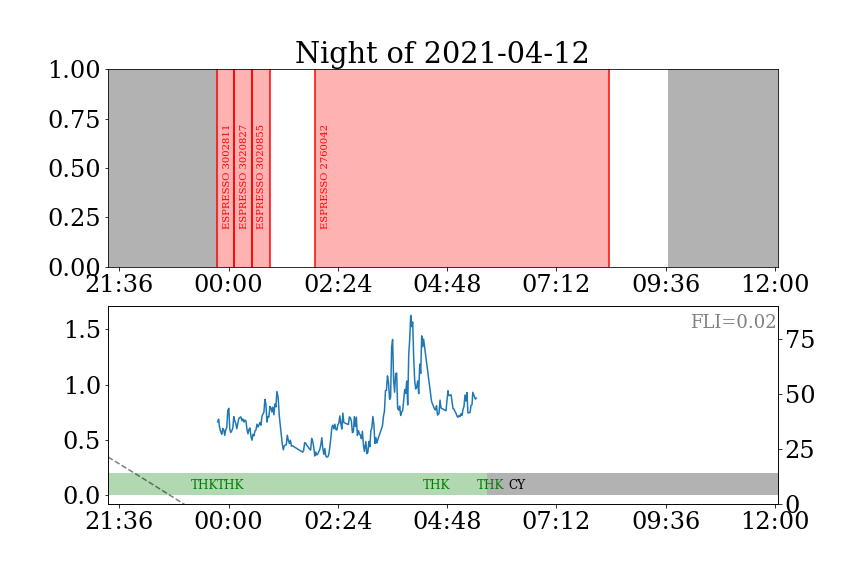 Night of 2021-04-12
1.00
0.75
0.50
0.25
0.00
ESPRESSO 3002811
ESPRESSO 3020827
ESPRESSO 3020855
ESPRESSO 2760042
21:36 00:00 02:24 04:48 07:12 09:36 12:00
FLI=0.02
1.5
1.0
0.5
0.0
75
50
25
0
THK THK THK THK CY
21:36 00:00 02:24 04:48 07:12 09:36 12:00